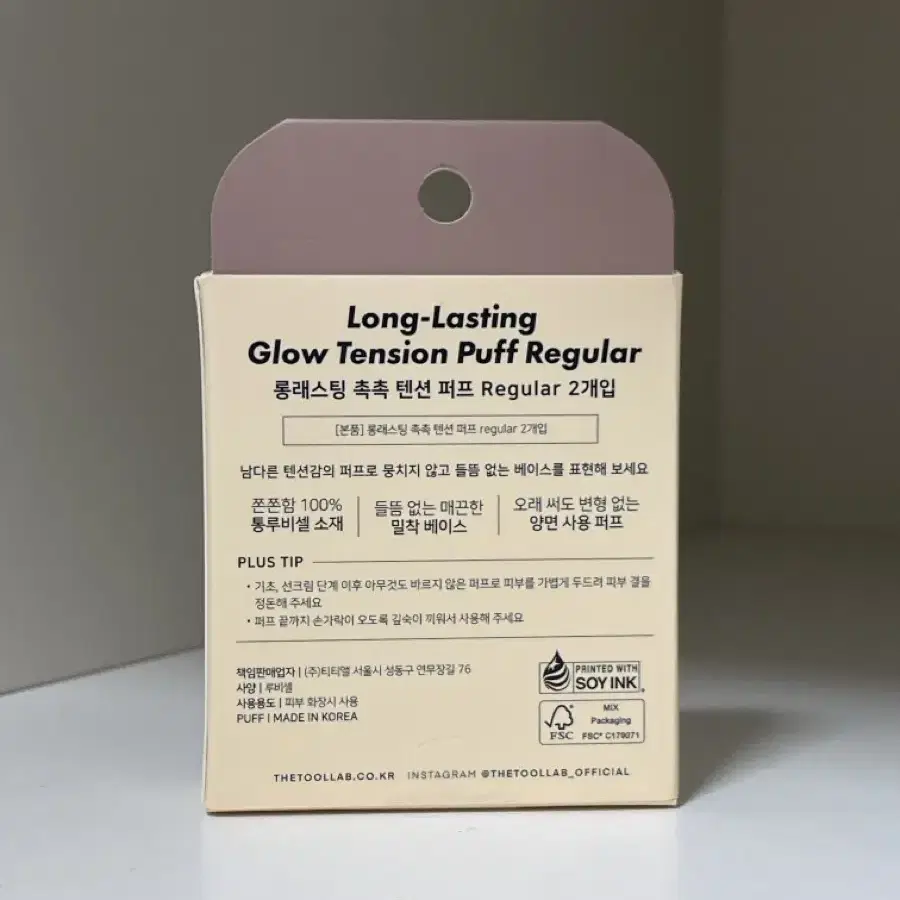 Long-Lasting
Glow Tension Puff Regular
롱래스팅 촉촉 텐션 퍼프 Regular 2개입
[본품] 롱래스팅 촉촉 텐션 퍼프 regular 2개입
남다른 텐션감의 퍼프로 뭉치지 않고 들뜸 없는 베이스를 표현해 보세요
쫀쫀함 100%
통루비셀 소재
들뜸 없는 매끈한
밀착 베이스
오래 써도 변형 없는
양면 사용 퍼프
PLUS TIP
• 기초, 선크림 단계 이후 아무것도 바르지 않은 퍼프로 피부를 가볍게 두드려 피부 결을
정돈해 주세요
• 퍼프 끝까지 손가락이 오도록 깊숙이 끼워서 사용해 주세요
책임판매업자 | (주)티티앨 서울시 성동구 연무장길 76
사양 | 루비셀
사용용도 | 피부 화장시 사용
PUFF | MADE IN KOREA
PRINTED WITH
SOY INK
FSC
MIX
Packaging
FSC® C179071
THETOOLLAB.CO.KR INSTAGRAM @THETOOLLAB_OFFICIAL